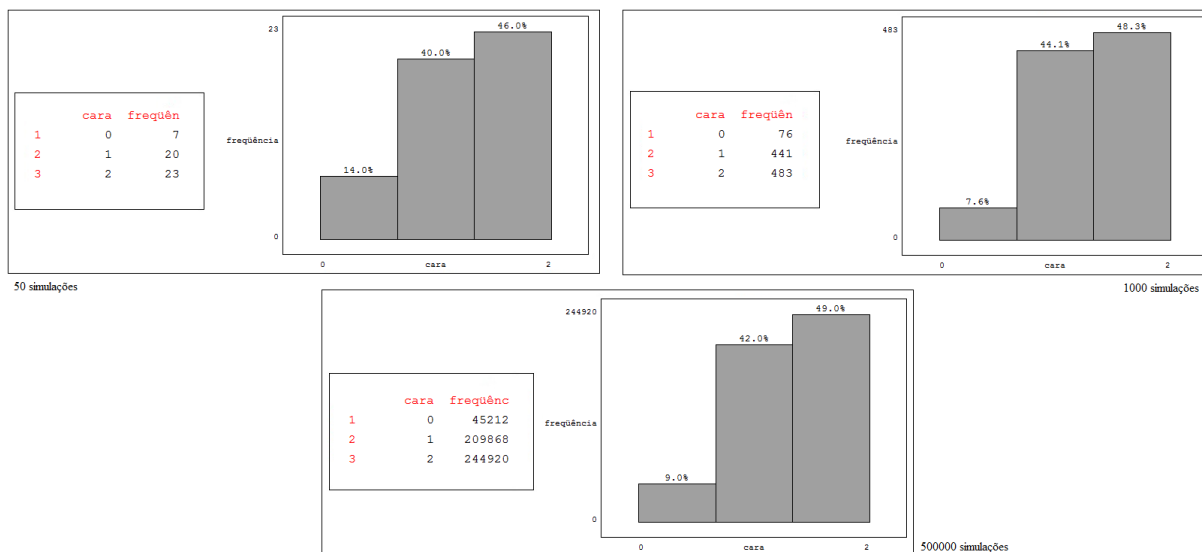 23
46.0%
40.0%
cara freqüên
1 0 7
2 1 20
3 2 23
freqüência
14.0%
0
0 cara 2
50 simulações
483
48.3%
44.1%
cara freqüên
1 0 76
2 1 441
3 2 483
freqüência
7.6%
0
0 cara 2
1000 simulações
244920
49.0%
42.0%
cara freqüênc
1 0 45212
2 1 209868
3 2 244920
freqüência
9.0%
0
0 cara 2
500000 simulações